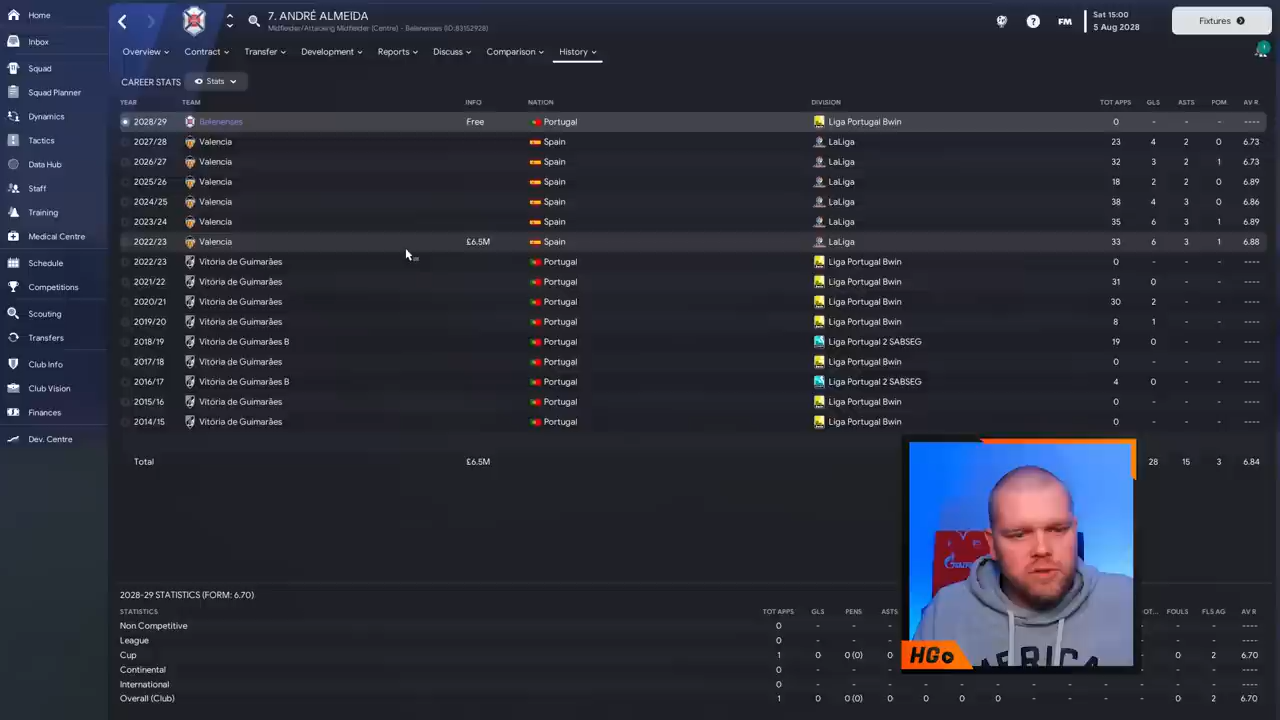 Home
7. ANDRÉ ALMEIDA
Midfielder/Attacking Midfielder (Centre) - Belenenses (ID:83152928)
FM
Sat 15:00
5 Aug 2028
Fixtures
Inbox
Overview
Contract
Transfer
Development
Reports
Discuss
Comparison
History
1
Squad
CAREER STATS
Stats
Squad Planner
YEAR TEAM INFO NATION DIVISION TOT APPS GLS ASTS POM AV R
Dynamics
2028/29 Belenenses Free Portugal Liga Portugal Bwin 0 - - - ----
Tactics
2027/28 Valencia Spain LaLiga 23 4 2 0 6.73
Data Hub
2026/27 Valencia Spain LaLiga 32 3 2 1 6.73
Staff
2025/26 Valencia Spain LaLiga 18 2 2 0 6.89
2024/25 Valencia Spain LaLiga 38 4 3 0 6.86
Training
2023/24 Valencia Spain LaLiga 35 6 3 1 6.89
Medical Centre
2022/23 Valencia £6.5M Spain LaLiga 33 6 3 1 6.88
Schedule
2022/23 Vitória de Guimarães Portugal Liga Portugal Bwin 0 - - - ----
Competitions
2021/22 Vitória de Guimarães Portugal Liga Portugal Bwin 31 0 - - ----
2020/21 Vitória de Guimarães Portugal Liga Portugal Bwin 30 2 - - ----
Scouting
2019/20 Vitória de Guimarães Portugal Liga Portugal Bwin 8 1 - - ----
Transfers
2018/19 Vitória de Guimarães B Portugal Liga Portugal 2 SABSEG 19 0 - - ----
Club Info
2017/18 Vitória de Guimarães Portugal Liga Portugal Bwin 0 - - - ----
Club Vision
2016/17 Vitória de Guimarães B Portugal Liga Portugal 2 SABSEG 4 0 - - ----
2015/16 Vitória de Guimarães Portugal Liga Portugal Bwin 0 - - - ----
Finances
2014/15 Vitória de Guimarães Portugal Liga Portugal Bwin 0 - - - ----
Dev. Centre
Total £6.5M 28 15 3 6.84
2028-29 STATISTICS (FORM: 6.70)
STATISTICS TOT APPS GLS PENS ASTS OT... FOULS FLS AG AV R
Non Competitive 0 - - - - - - ----
League 0 - - - - - - ----
Cup 1 0 0 (0) 0 - 0 2 6.70
Continental 0 - - - - - - ----
International 0 - - - - - - - - - - - ----
Overall (Club) 1 0 0 (0) 0 0 0 0 - - - - 0 2 6.70
HG